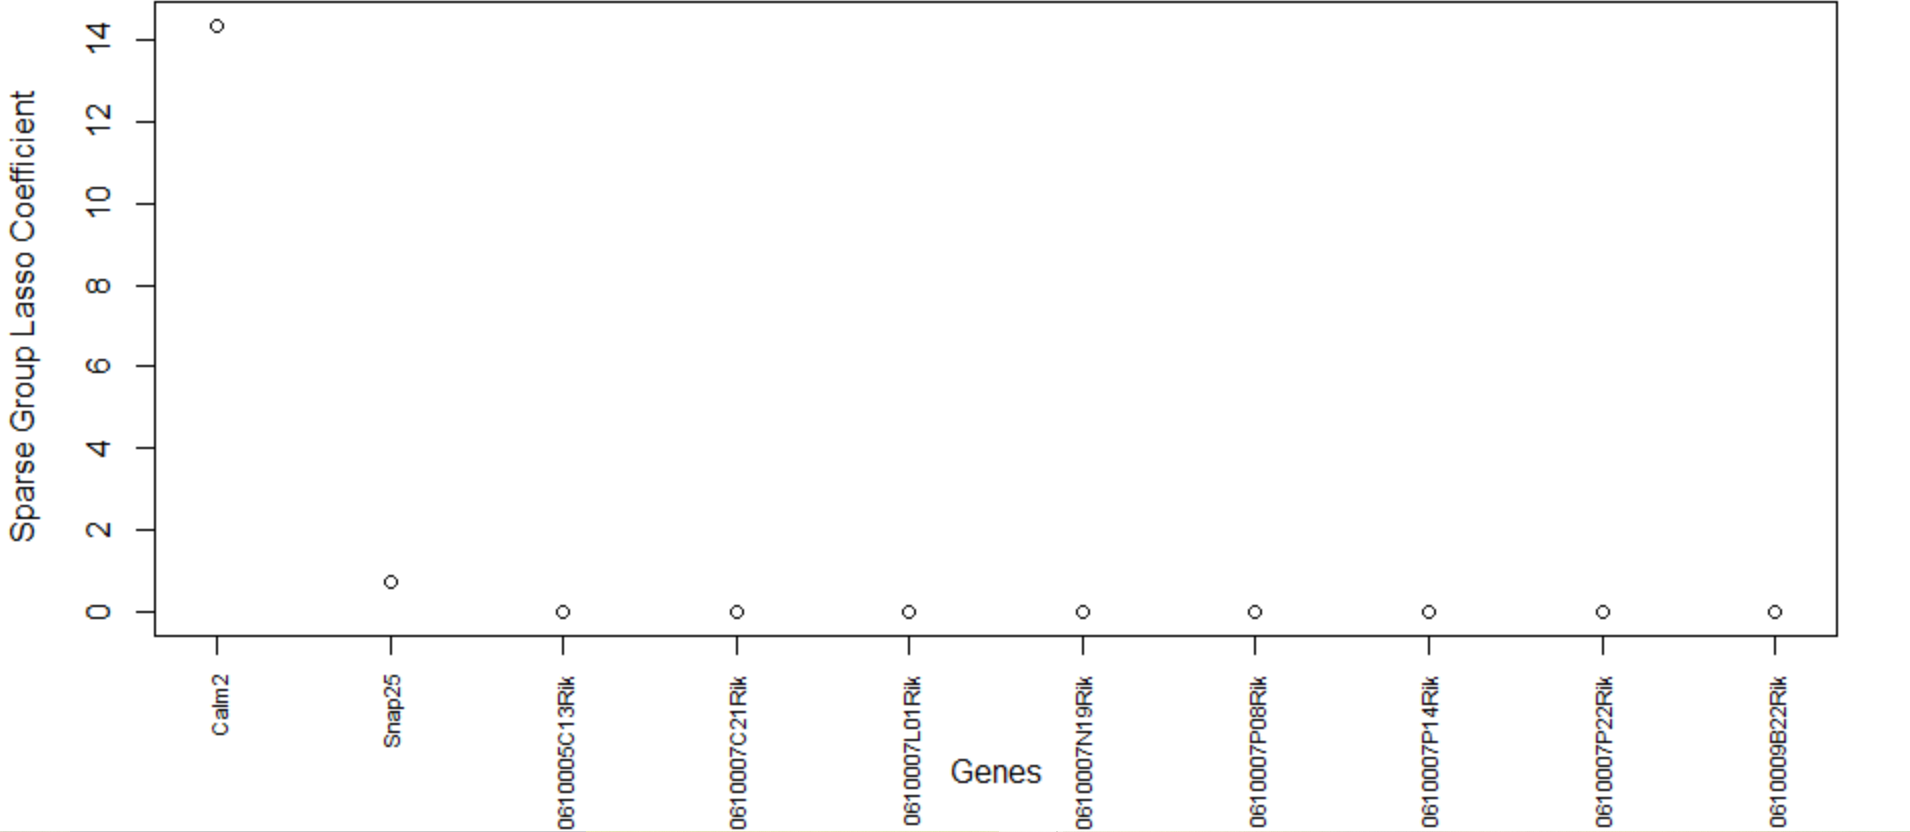 Sparse Group Lasso Coefficient
14
12
10
8
6
4
2
0
Calm2
Snap25
0610005C13Rik
0610007C21Rik
0610007L01Rik
0610007N19Rik
0610007P08Rik
0610007P14Rik
0610007P22Rik
0610009B22Rik
Genes